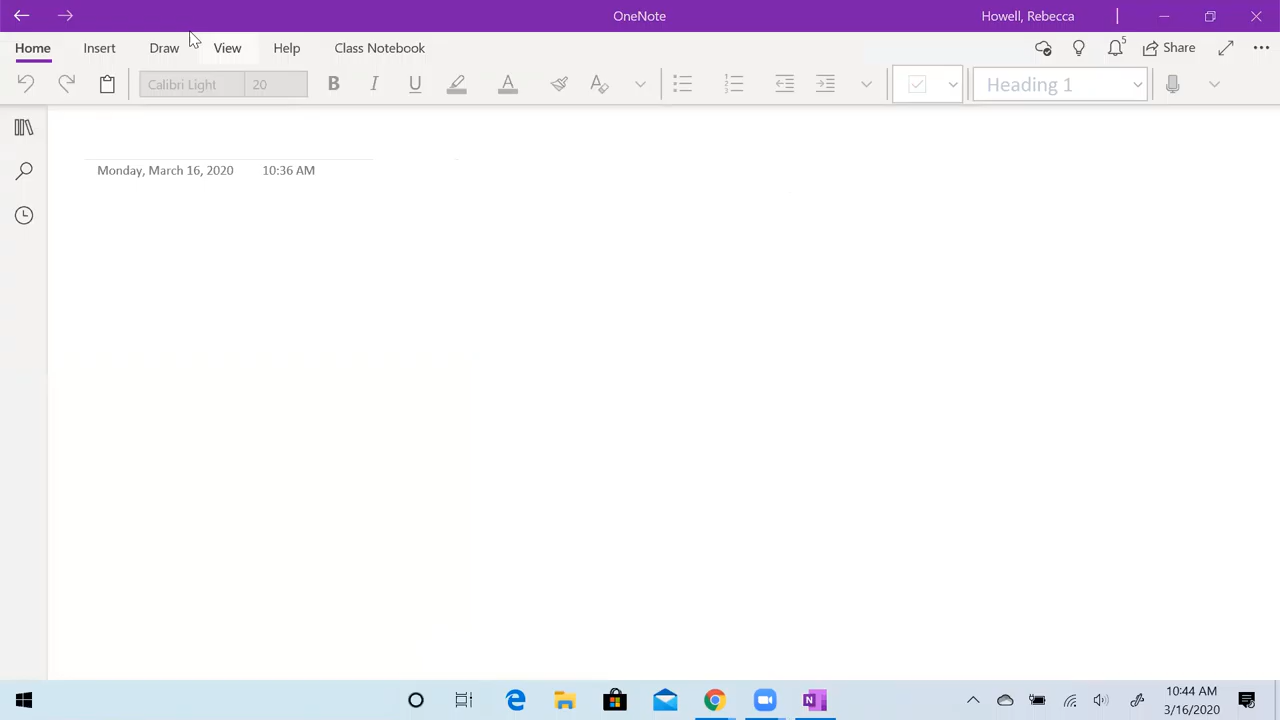 OneNote
Howell, Rebecca
Home Insert Draw View Help Class Notebook
5
Share
Calibri Light 20 B I U A A Heading 1
Monday, March 16, 2020 10:36 AM
10:44 AM
3/16/2020